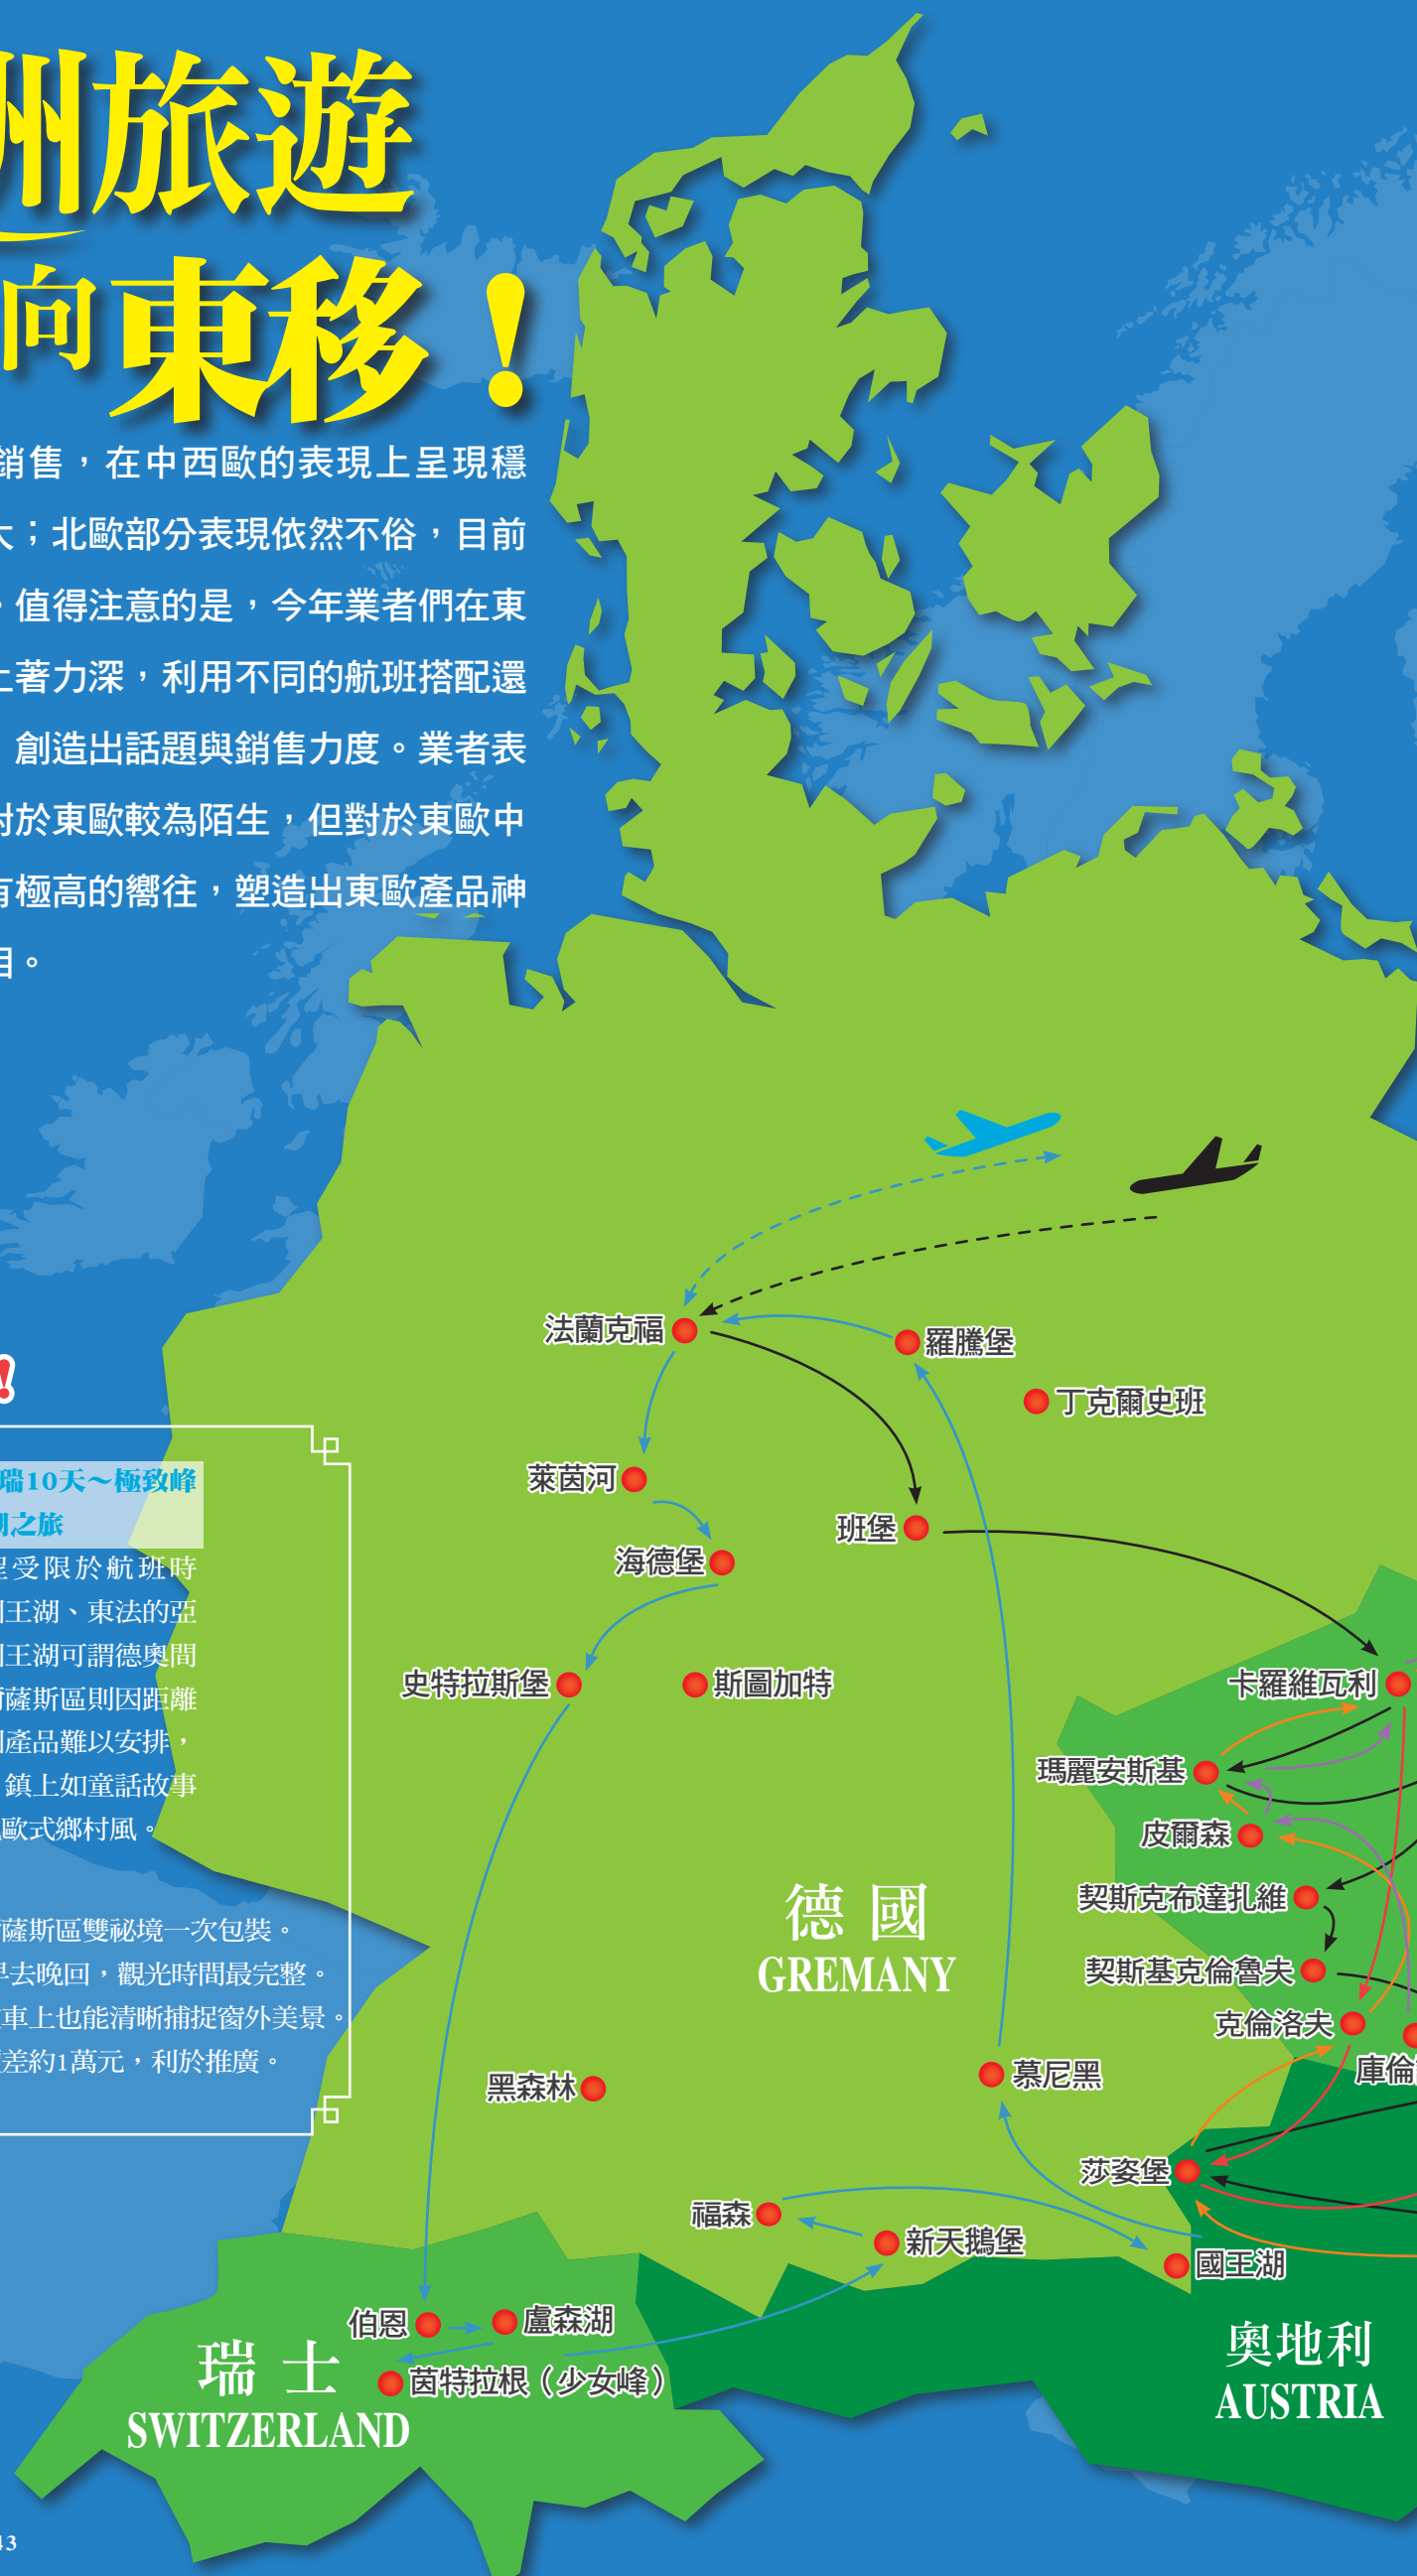 洲旅遊
向東移！
銷售，在中西歐的表現上呈現穩
大；北歐部分表現依然不俗，目前
。值得注意的是，今年業者們在東
上著力深，利用不同的航班搭配還
創造出話題與銷售力度。業者表
對於東歐較為陌生，但對於東歐中
有極高的嚮往，塑造出東歐產品神
目。
!
瑞10天～極致峰
湖之旅
程受限於航班時
國王湖、東法的亞
國王湖可謂德奧間
爾薩斯區則因距離
產品難以安排，
鎮上如童話故事
歐式鄉村風。
爾薩斯區雙祕境一次包裝。
早去晚回，觀光時間最完整。
車上也能清晰捕捉窗外美景。
差約1萬元，利於推廣。
法蘭克福
羅騰堡
丁克爾史班
萊茵河
班堡
海德堡
史特拉斯堡
斯圖加特
卡羅維瓦利
瑪麗安斯基
皮爾森
契斯克布達扎維
契斯基克倫魯夫
克倫洛夫
庫倫
德國
GREMANY
黑森林
慕尼黑
莎姿堡
福森
新天鵝堡
國王湖
伯恩
盧森湖
茵特拉根（少女峰）
瑞士
SWITZERLAND
奧地利
AUSTRIA
43